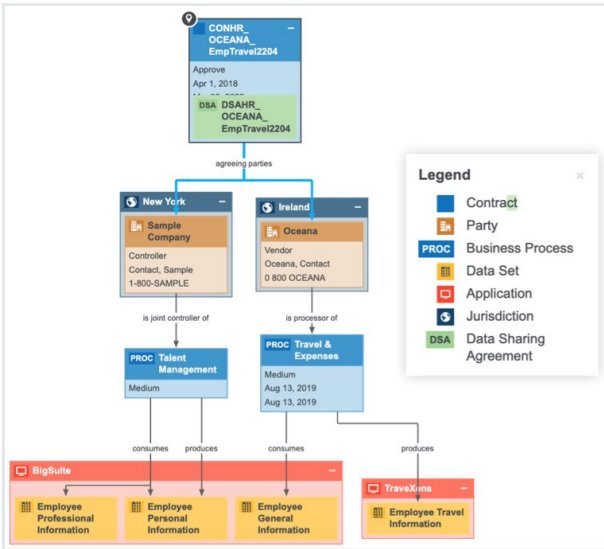 CONHR_
OCEANA_
EmpTravel2204
Approve
Apr 1, 2018
DSA DSAHR_
OCEANA_
EmpTravel2204
agreeing parties
New York
Sample
Company
Controller
Contact, Sample
1-800-SAMPLE
Ireland
Oceana
Vendor
Oceana, Contact
0 800 OCEANA
is joint controller of
is processor of
PROC Talent
Management
Medium
PROC Travel &
Expenses
Medium
Aug 13, 2019
Aug 13, 2019
consumes
produces
consumes
produces
BigSuite
Employee
Professional
Information
Employee
Personal
Information
Employee
General
Information
TraveXpns
Employee Travel
Information
Legend
Contract
Party
PROC Business Process
Data Set
Application
Jurisdiction
DSA Data Sharing
Agreement